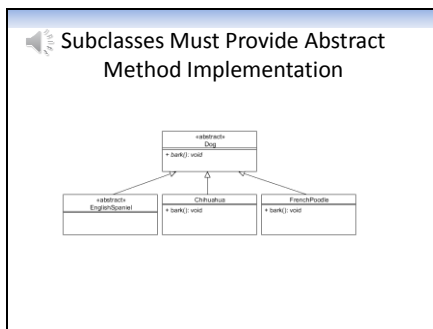 Subclasses Must Provide Abstract
Method Implementation
«abstract»
Dog
+ bark(): void
«abstract»
EnglishSpaniel
Chihuahua
+ bark(): void
FrenchPoodle
+ bark(): void